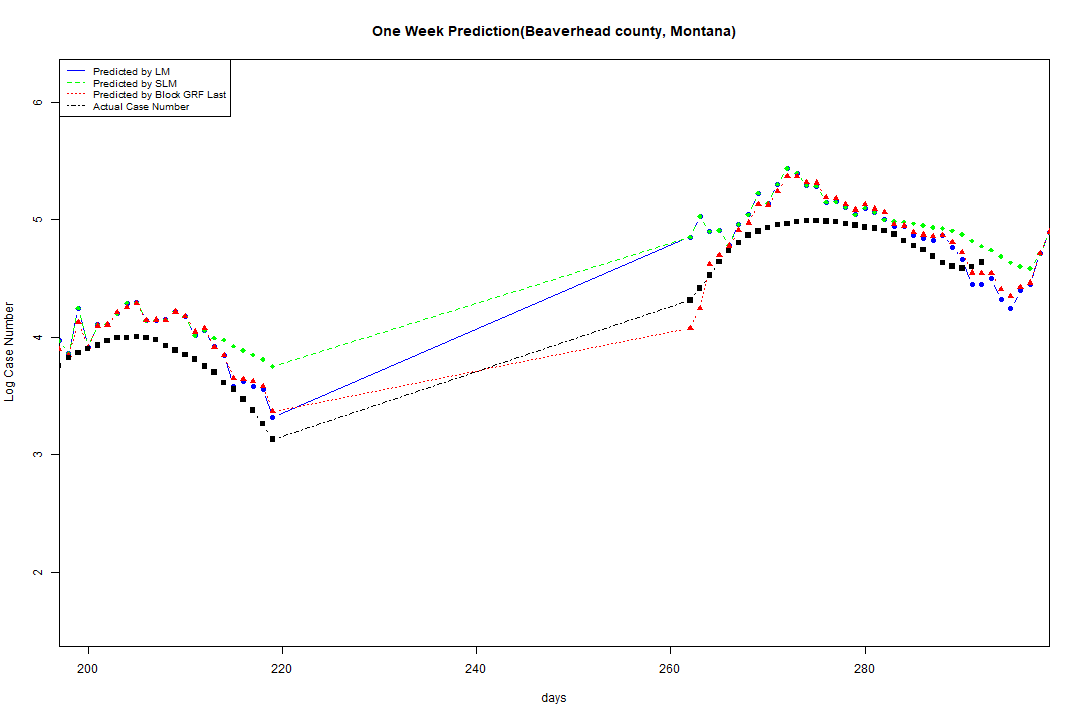 One Week Prediction(Beaverhead county, Montana)
Predicted by LM
Predicted by SLM
Predicted by Block GRF Last
Actual Case Number
6
5
4
3
2
Log Case Number
200 220 240 260 280
days